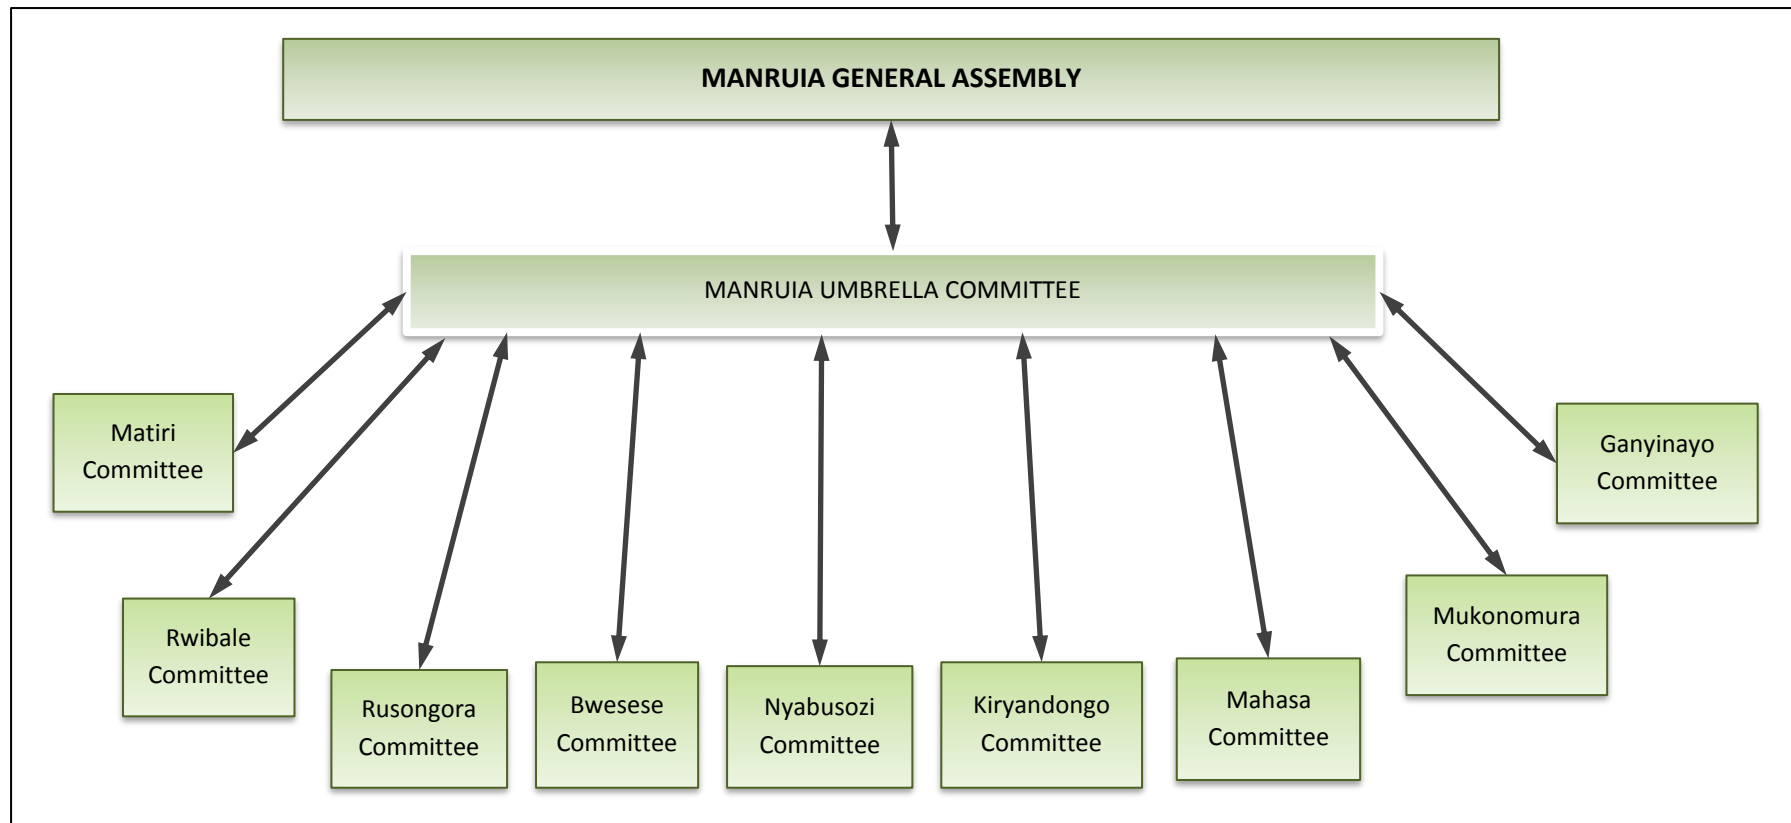 MANRUIA GENERAL ASSEMBLY
MANRUIA UMBRELLA COMMITTEE
Matiri
Committee
Rwibale
Committee
Rusongora
Committee
Bwesese
Committee
Nyabusozi
Committee
Kiryandongo
Committee
Mahasa
Committee
Mukonomura
Committee
Ganyinayo
Committee